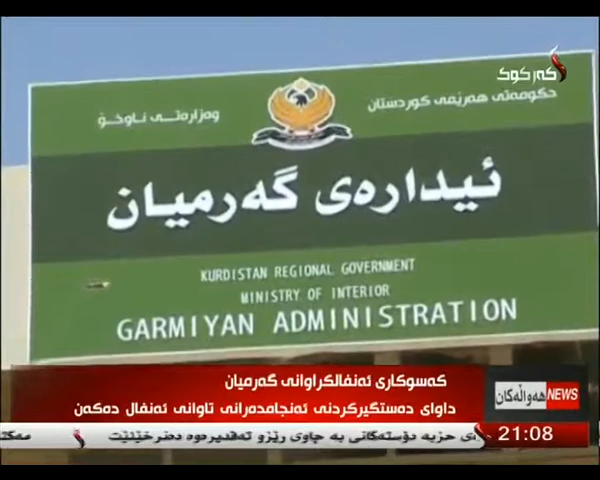 کەرکوک
حکومەتی هەرێمی کوردستان
وەزارەتی ناوخۆ
ئیدارەی گەرمیان
KURDISTAN REGIONAL GOVERNMENT
MINISTRY OF INTERIOR
GARMIYAN ADMINISTRATION
کەسوکاری ئەنفالکراوانی گەرمیان
داوای دەستگیرکردنی ئەنجامدەرانی تاوانی ئەنفال دەکەن
هەواڵەکان NEWS
21:08
حزبە دۆستەکانی بە چاوی رێزو تەقدیرەوە دەڕخێنێت